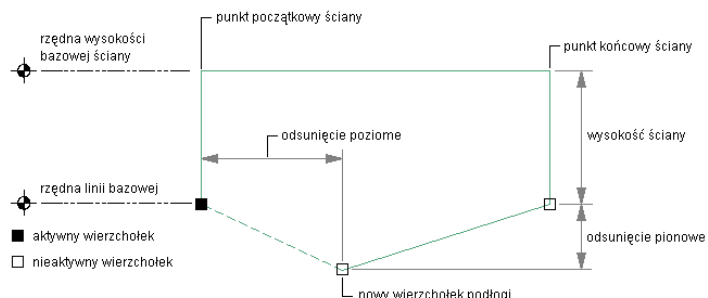 punkt początkowy ściany
rzędna wysokości
bazowej ściany
punkt końcowy ściany
odsunięcie poziome
wysokość ściany
rzędna linii bazowej
aktywny wierzchołek
odsunięcie pionowe
nieaktywny wierzchołek
nowy wierzchołek podłogi